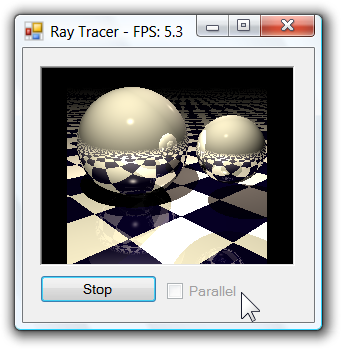 Ray Tracer - FPS: 5.3
Stop
Parallel